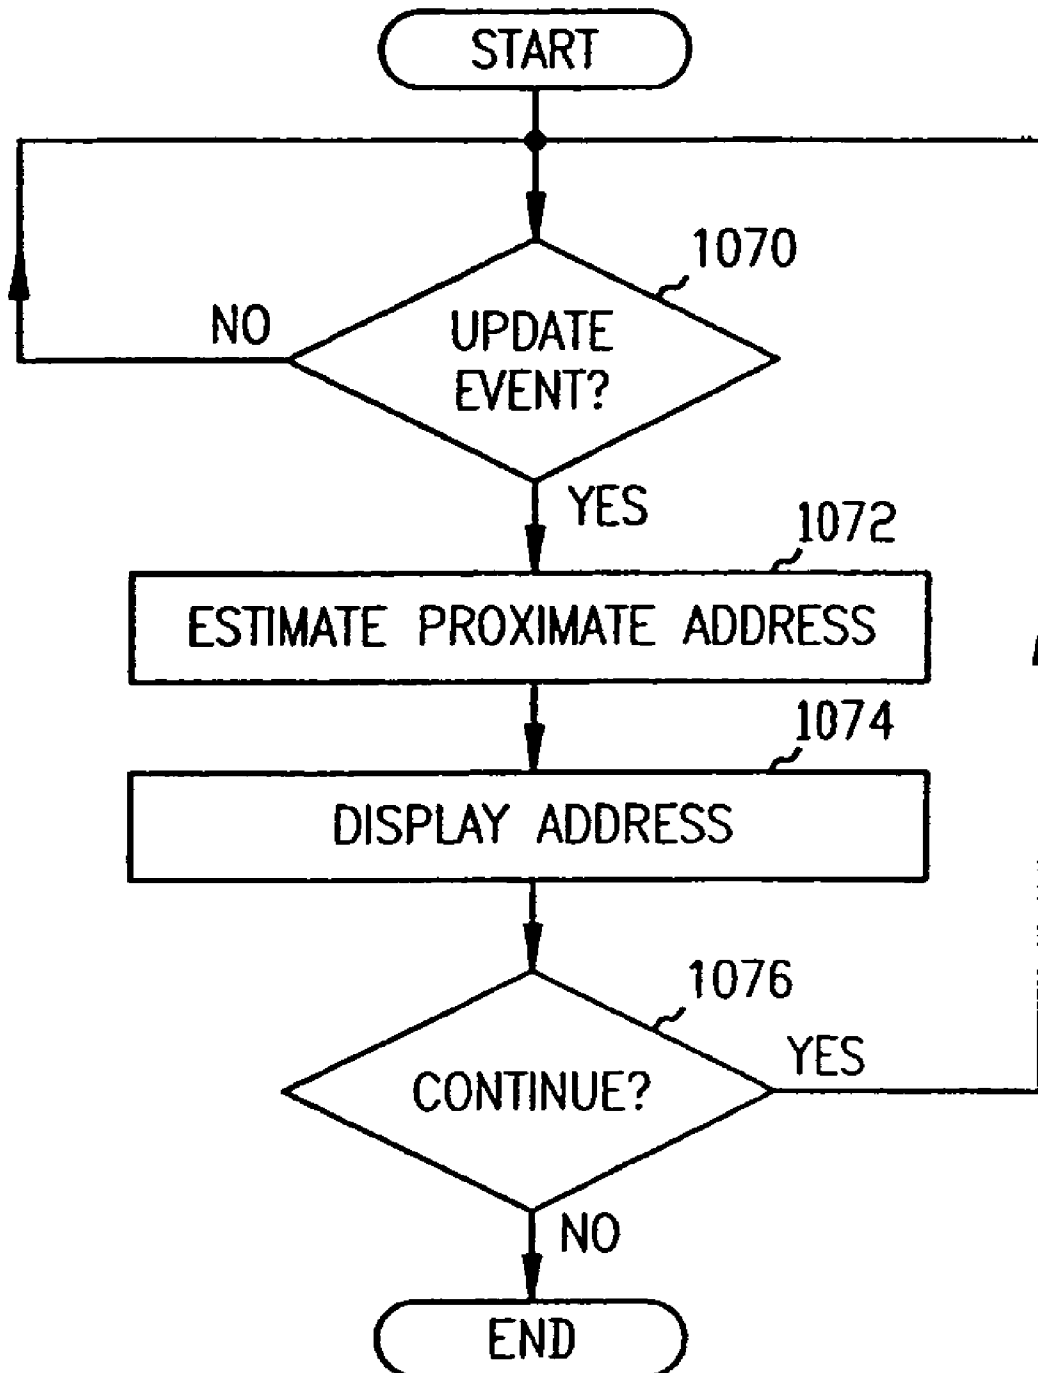 START
1070
UPDATE
EVENT?
NO
YES
1072
ESTIMATE PROXIMATE ADDRESS
1074
DISPLAY ADDRESS
1076
CONTINUE?
YES
NO
END